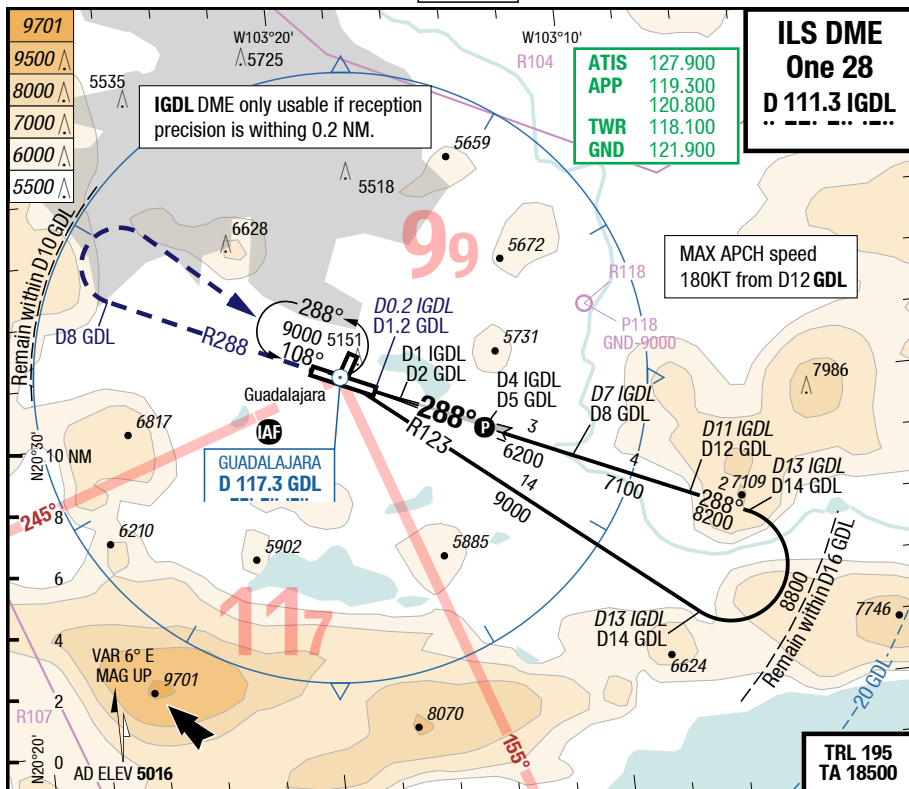 9701
9500
8000
7000
6000
5500
W103°20'
W103°10'
5725
5535
R104
IGDL DME only usable if reception
precision is withing 0.2 NM.
ATIS 127.900
APP 119.300
120.800
TWR 118.100
GND 121.900
ILS DME
One 28
D 111.3 IGDL
5659
5518
6628
99
5672
MAX APCH speed
180KT from D12 GDL
R118
P118
GND-9000
Remain within D10 GDL
D8 GDL
R288
288°
9000
108°
5151
D0.2 IGDL
D1.2 GDL
5731
D1 IGDL
D2 GDL
7986
Guadalajara
288°
P
D4 IGDL
D5 GDL
D7 IGDL
D8 GDL
3
6200
R123
4
7100
D11 IGDL
D12 GDL
6817
IAF
N20°30'
10 NM
GUADALAJARA
D 117.3 GDL
14
9000
2
7109
288°
8200
D13 IGDL
D14 GDL
245°
8
6210
5902
5885
6
117
8800
Remain within D16 GDL
D13 IGDL
D14 GDL
7746
6624
4
VAR 6° E
MAG UP
9701
2
R107
8070
155°
20 GDL
N20°20'
0
AD ELEV 5016
TRL 195
TA 18500